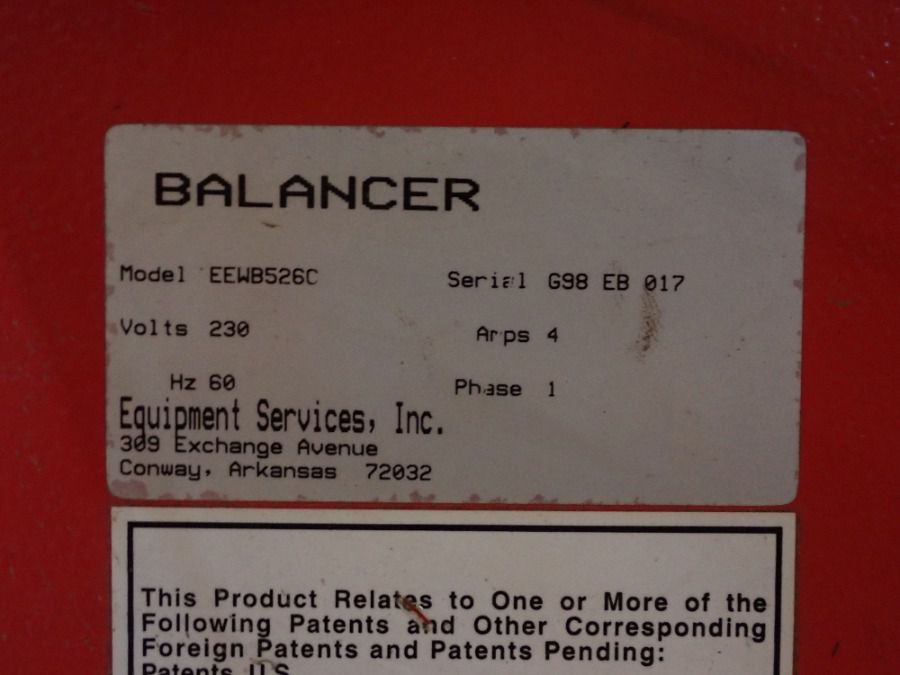 BALANCER
Model EEWB526C Serial G98 EB 017
Volts 230 Amps 4
Hz 60 Phase 1
Equipment Services, Inc.
309 Exchange Avenue
Conway, Arkansas 72032
This Product Relates to One or More of the
Following Patents and Other Corresponding
Foreign Patents and Patents Pending:
Patents U.S.